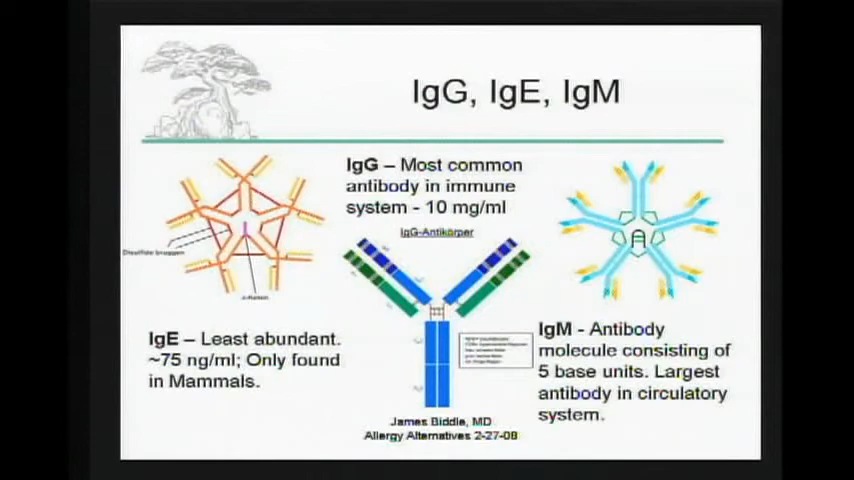 IgG, IgE, IgM
IgG – Most common
antibody in immune
system - 10 mg/ml
IgG-Antikörper
Disulfide bruggen
IgE – Least abundant.
~75 ng/ml; Only found
in Mammals.
IgM - Antibody
molecule consisting of
5 base units. Largest
antibody in circulatory
system.
James Biddle, MD
Allergy Alternatives 2-27-08